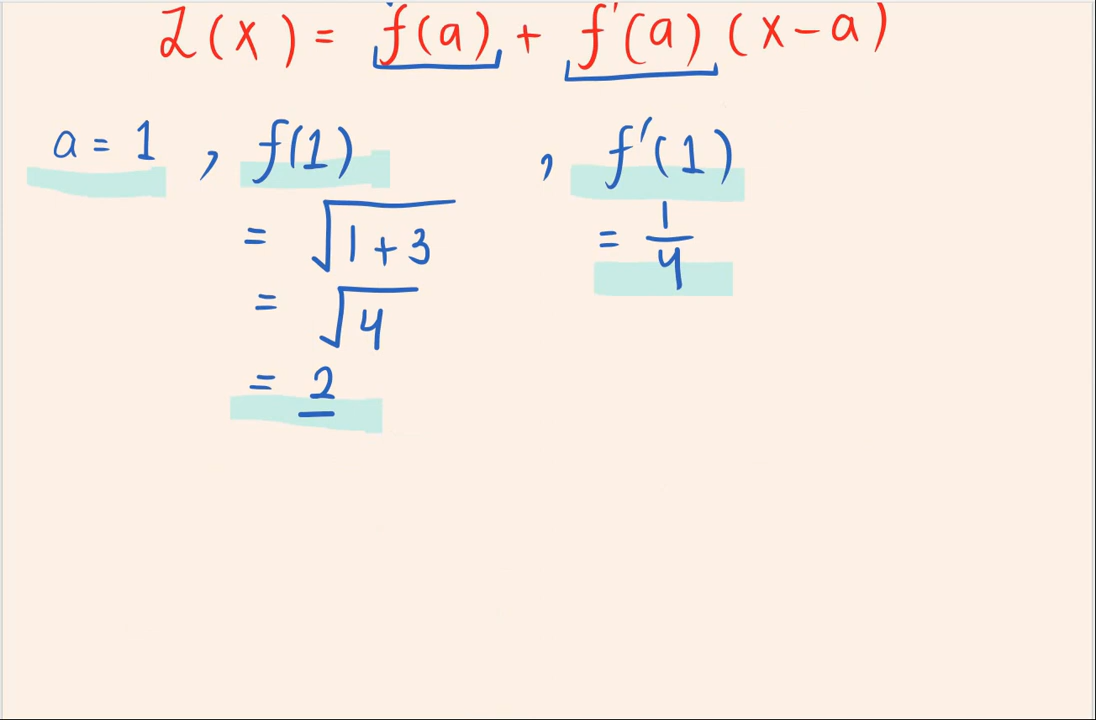 L(x) = f(a) + f'(a) (x-a)
a = 1 , f(1) , f'(1)
= √1+3 = 1/4
= √4
= 2